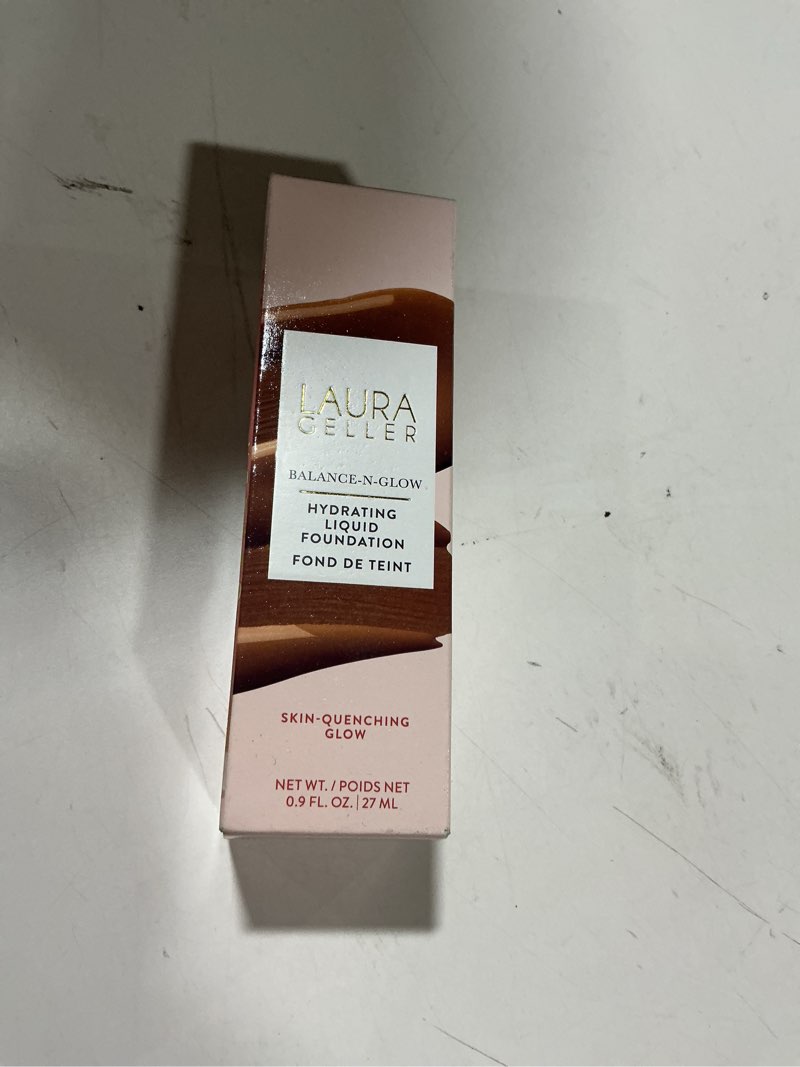 LAURA
GELLER
BALANCE-N-GLOW
HYDRATING
LIQUID
FOUNDATION
FOND DE TEINT
SKIN-QUENCHING
GLOW
NET WT. / POIDS NET
0.9 FL. OZ. | 27 ML